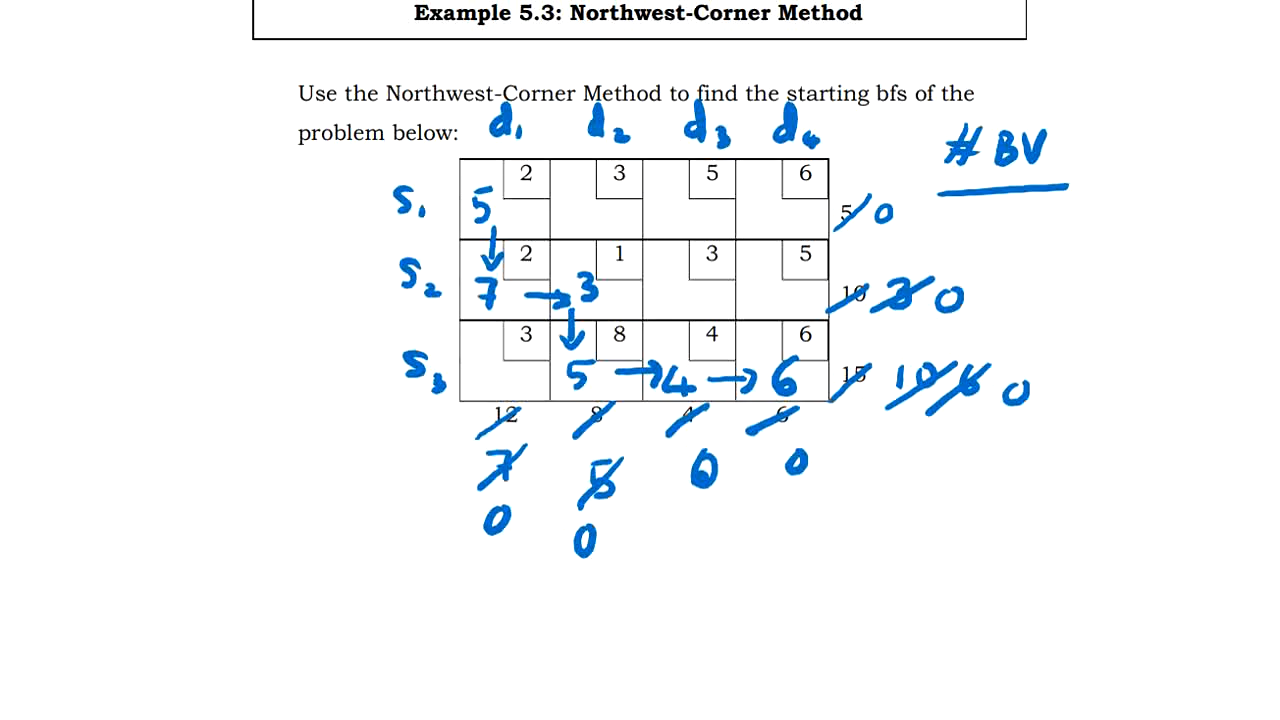 Example 5.3: Northwest-Corner Method
Use the Northwest-Corner Method to find the starting bfs of the
problem below:
d₁ d₂ d₃ d₄
# BV
2 3 5 6
S₁ 5 5 0
2 1 3 5
S₂ 7 → 3 10 3 0
3 8 4 6
S₃ 5 → 4 → 6 15 10 6 0
12 8 4 6
7 5 0 0
0 0